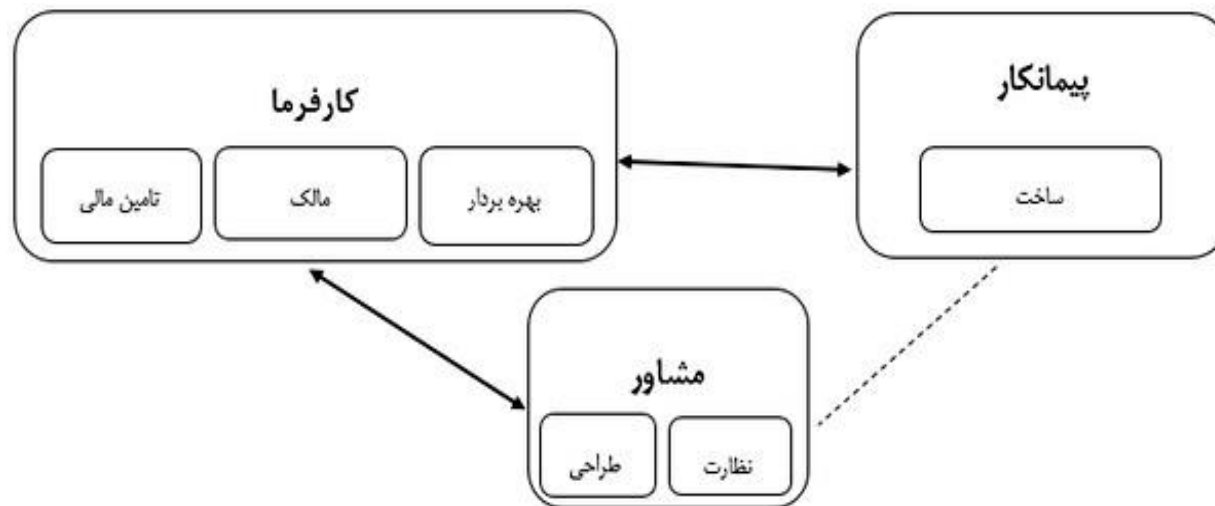 پیمانکار
ساخت
کارفرما
بهره بردار
مالک
تامین مالی
مشاور
نظارت
طراحی